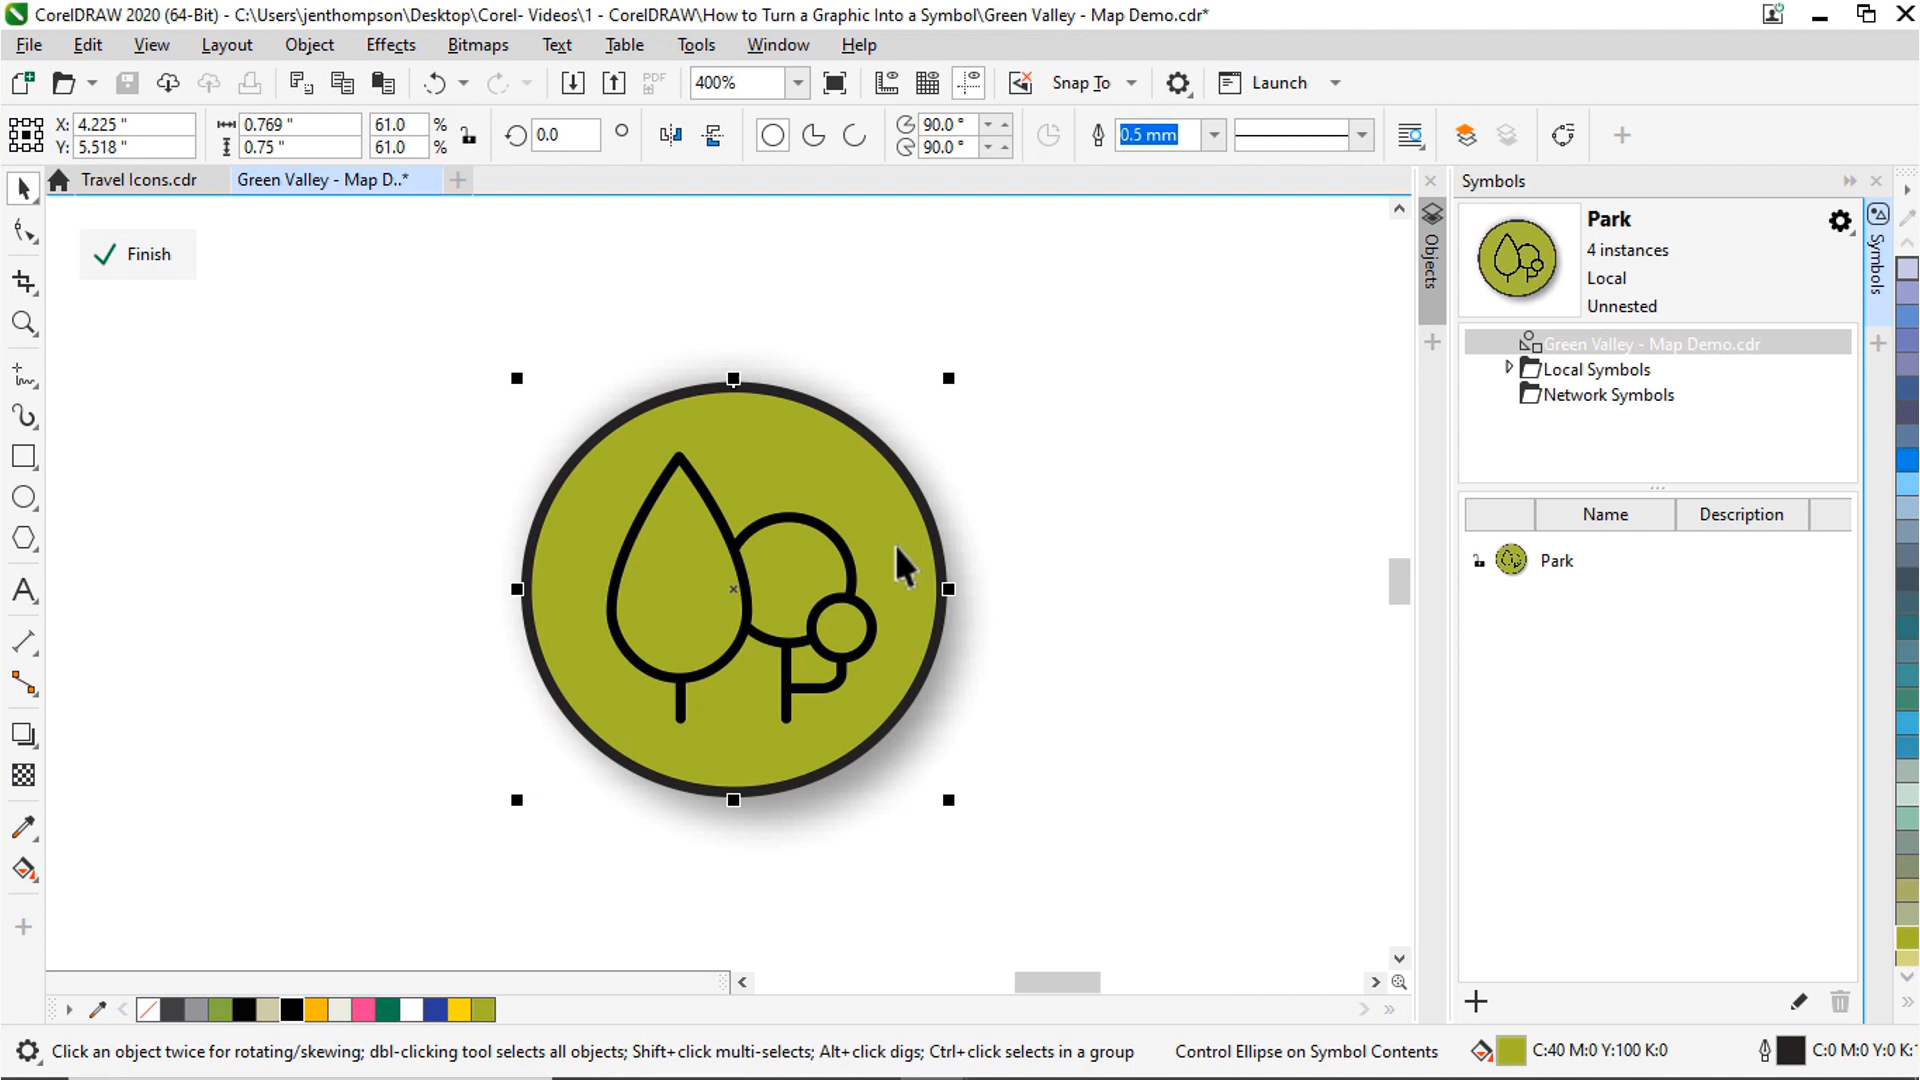 CorelDRAW 2020 (64-Bit) - C:\Users\jenthompson\Desktop\Corel- Videos\1 - CorelDRAW\How to Turn a Graphic Into a Symbol\Green Valley - Map Demo.cdr*
File Edit View Layout Object Effects Bitmaps Text Table Tools Window Help
PDF 400% Snap To Launch
X: 4.225 " 0.769 " 61.0 % 90.0 °
Y: 5.518 " 0.75 " 61.0 % 0.0 90.0 ° 0.5 mm
Travel Icons.cdr Green Valley - Map D..*
Finish
Objects
Symbols
Symbols
Park
4 instances
Local
Unnested
Green Valley - Map Demo.cdr
Local Symbols
Network Symbols
Name Description
Park
Click an object twice for rotating/skewing; dbl-clicking tool selects all objects; Shift+click multi-selects; Alt+click digs; Ctrl+click selects in a group Control Ellipse on Symbol Contents C:40 M:0 Y:100 K:0 C:0 M:0 Y:0 K: